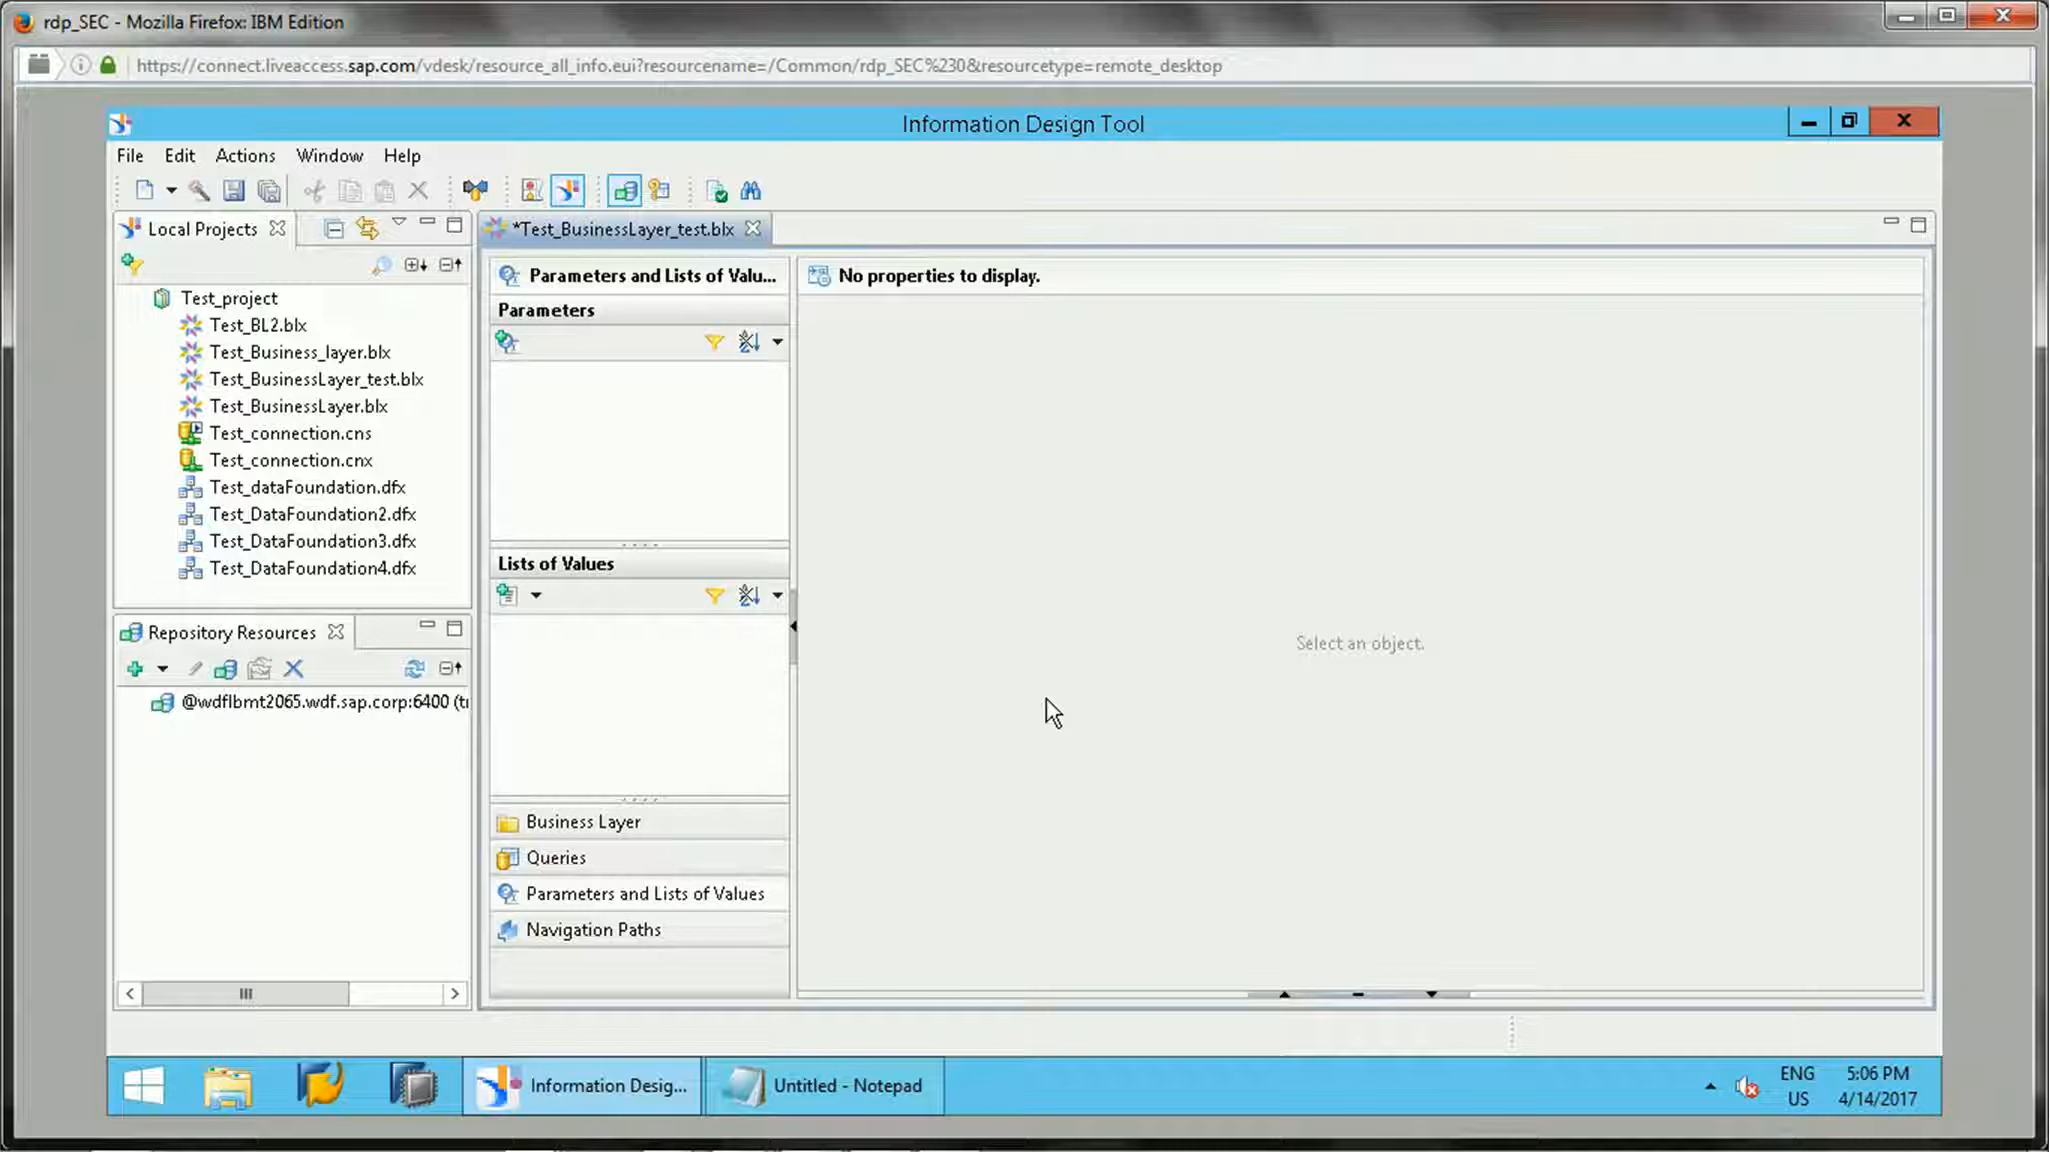 rdp_SEC - Mozilla Firefox: IBM Edition
https://connect.liveaccess.sap.com/vdesk/resource_all_info.eui?resourcename=/Common/rdp_SEC%230&resourcetype=remote_desktop
Information Design Tool
File Edit Actions Window Help
Local Projects
*Test_BusinessLayer_test.blx
Parameters and Lists of Valu...
No properties to display.
Test_project
Parameters
Test_BL2.blx
Test_Business_layer.blx
Test_BusinessLayer_test.blx
Test_BusinessLayer.blx
Test_connection.cns
Test_connection.cnx
Test_dataFoundation.dfx
Test_DataFoundation2.dfx
Test_DataFoundation3.dfx
Test_DataFoundation4.dfx
Lists of Values
Select an object.
Repository Resources
@wdflbmt2065.wdf.sap.corp:6400 (
Business Layer
Queries
Parameters and Lists of Values
Navigation Paths
Information Desig...
Untitled - Notepad
ENG
US
5:06 PM
4/14/2017